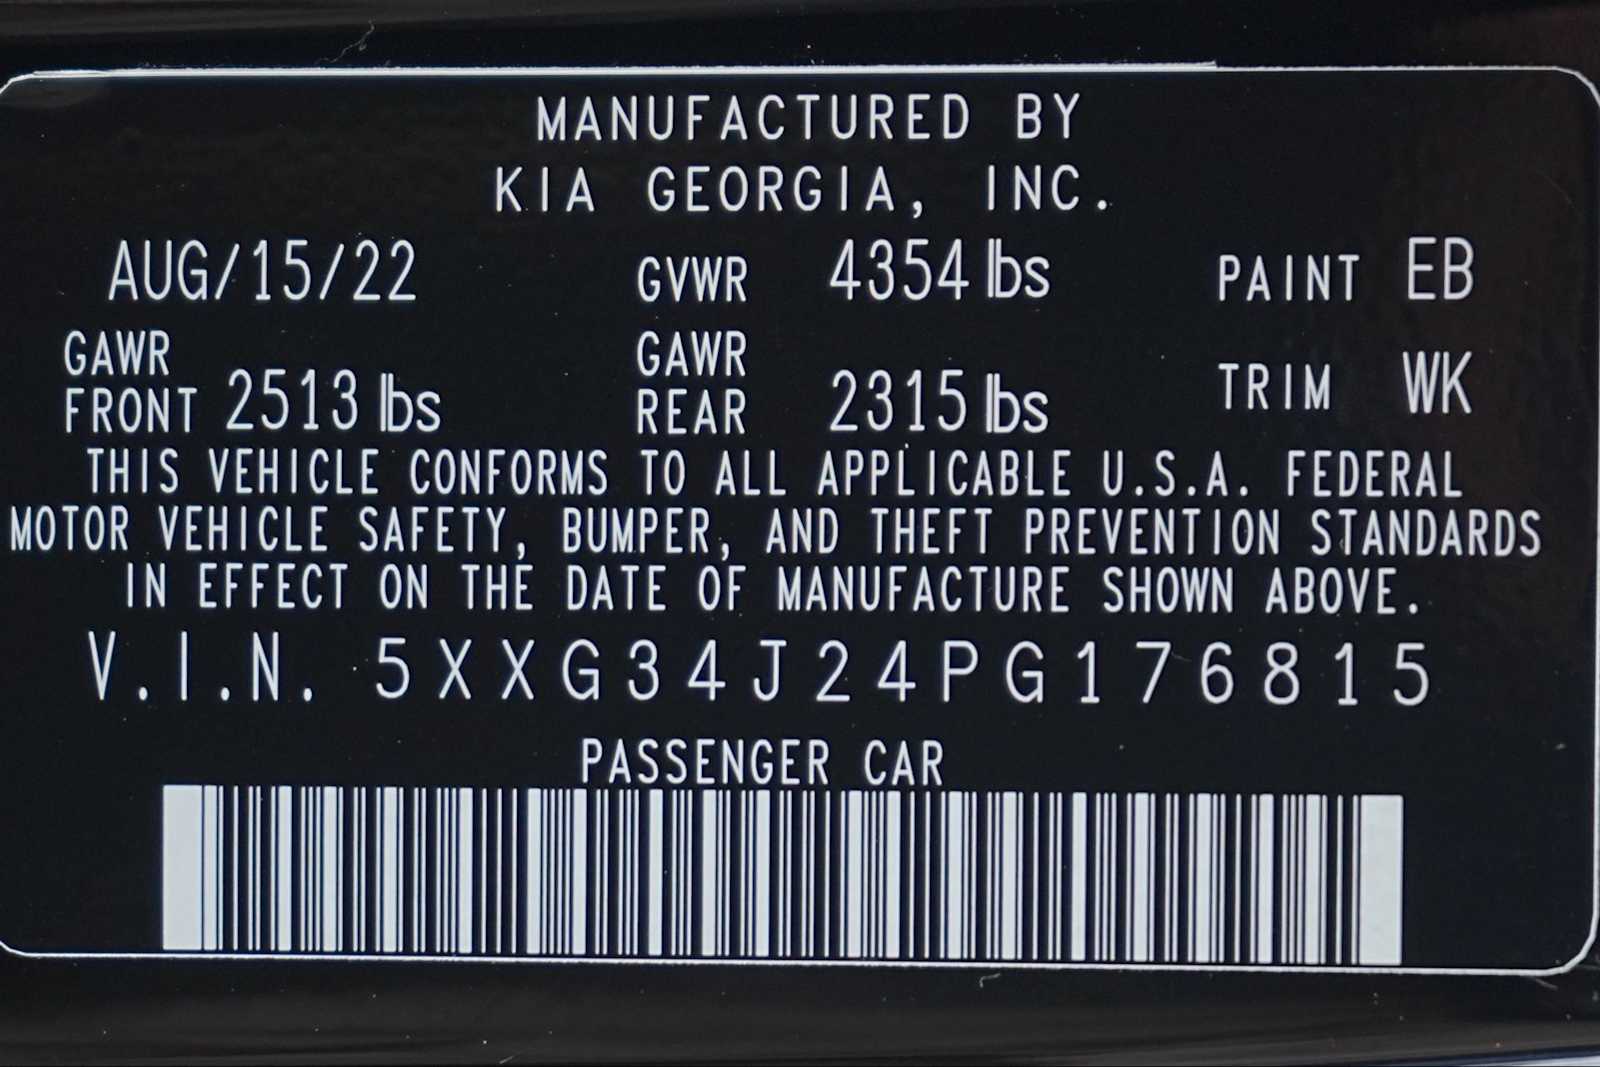 MANUFACTURED BY
KIA GEORGIA, INC.
AUG/15/22 GVWR 4354 lbs PAINT EB
GAWR FRONT 2513 lbs GAWR REAR 2315 lbs TRIM WK
THIS VEHICLE CONFORMS TO ALL APPLICABLE U.S.A. FEDERAL
MOTOR VEHICLE SAFETY, BUMPER, AND THEFT PREVENTION STANDARDS
IN EFFECT ON THE DATE OF MANUFACTURE SHOWN ABOVE.
V.I.N. 5XXG34J24PG176815
PASSENGER CAR